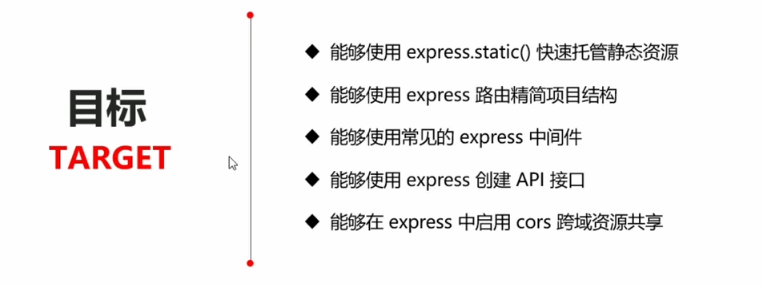 目标
TARGET
◆ 能够使用 express.static() 快速托管静态资源
◆ 能够使用 express 路由精简项目结构
◆ 能够使用常见的 express 中间件
◆ 能够使用 express 创建 API 接口
◆ 能够在 express 中启用 cors 跨域资源共享